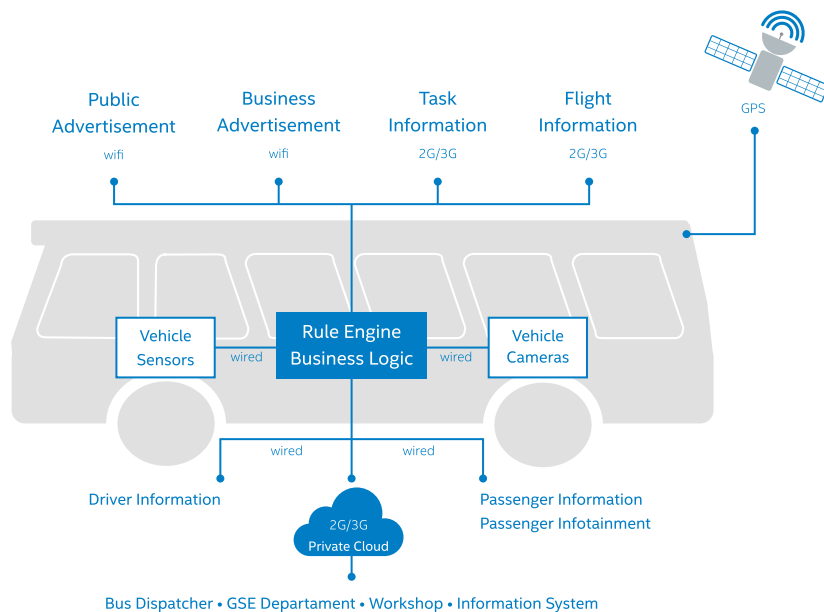 Public
Advertisement
wifi
Business
Advertisement
wifi
Task
Information
2G/3G
Flight
Information
2G/3G
GPS
Vehicle
Sensors
wired
Rule Engine
Business Logic
wired
Vehicle
Cameras
wired
wired
Driver Information
2G/3G
Private Cloud
Passenger Information
Passenger Infotainment
Bus Dispatcher • GSE Departament • Workshop • Information System